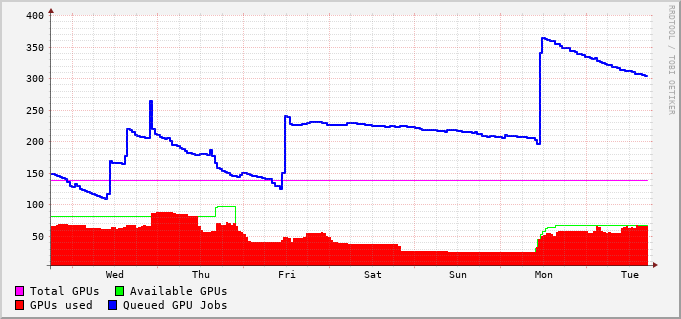 400
350
300
250
200
150
100
50
Wed Thu Fri Sat Sun Mon Tue
Total GPUs Available GPUs
GPUs used Queued GPU Jobs
RRDTOOL / TOBI OETIKER